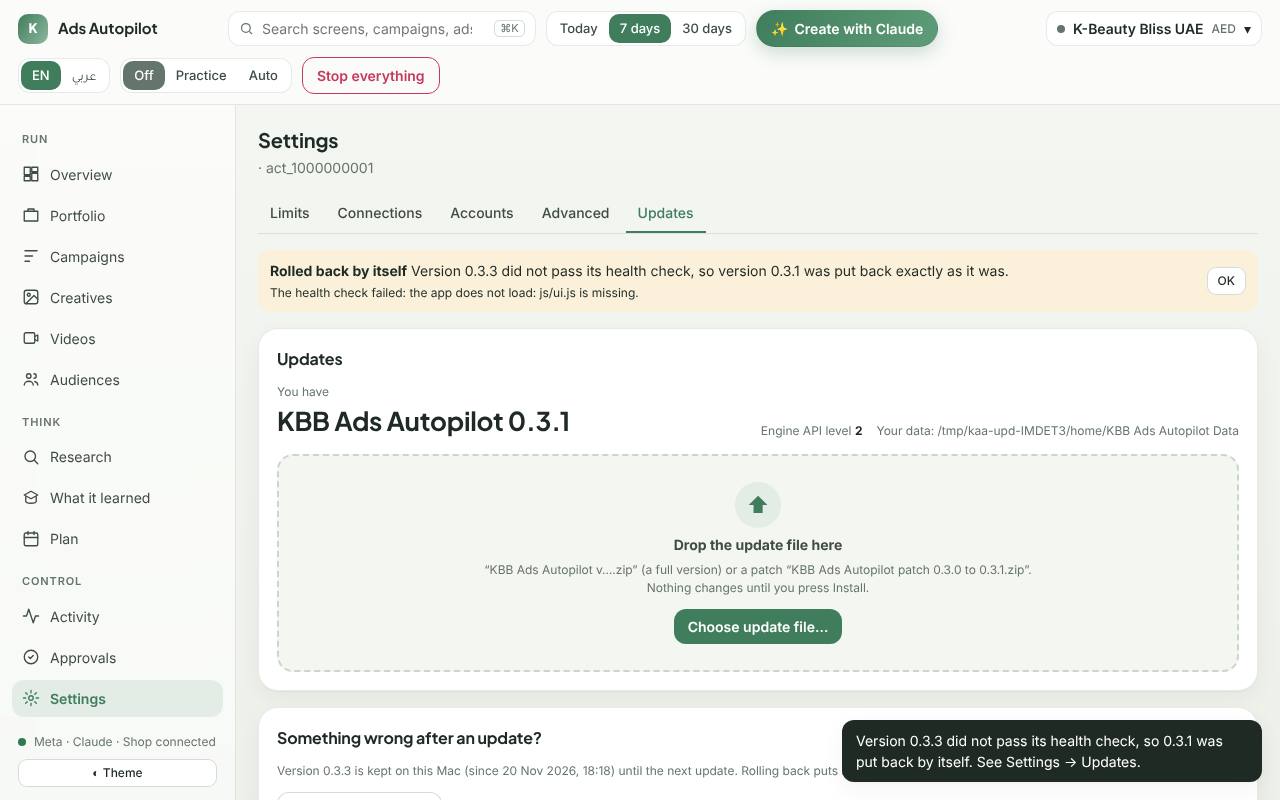 K
Ads Autopilot
Search screens, campaigns, ads
⌘K
Today
7 days
30 days
✨ Create with Claude
K-Beauty Bliss UAE AED ▾
EN
عربي
Off
Practice
Auto
Stop everything
RUN
Overview
Portfolio
Campaigns
Creatives
Videos
Audiences
THINK
Research
What it learned
Plan
CONTROL
Activity
Approvals
Settings
Meta · Claude · Shop connected
Theme
Settings
· act_1000000001
Limits
Connections
Accounts
Advanced
Updates
Rolled back by itself Version 0.3.3 did not pass its health check, so version 0.3.1 was put back exactly as it was.
The health check failed: the app does not load: js/ui.js is missing.
OK
Updates
You have
KBB Ads Autopilot 0.3.1
Engine API level 2 Your data: /tmp/kaa-upd-IMDET3/home/KBB Ads Autopilot Data
Drop the update file here
“KBB Ads Autopilot v....zip” (a full version) or a patch “KBB Ads Autopilot patch 0.3.0 to 0.3.1.zip”.
Nothing changes until you press Install.
Choose update file…
Something wrong after an update?
Version 0.3.3 is kept on this Mac (since 20 Nov 2026, 18:18) until the next update. Rolling back puts
Version 0.3.3 did not pass its health check, so 0.3.1 was
put back by itself. See Settings → Updates.